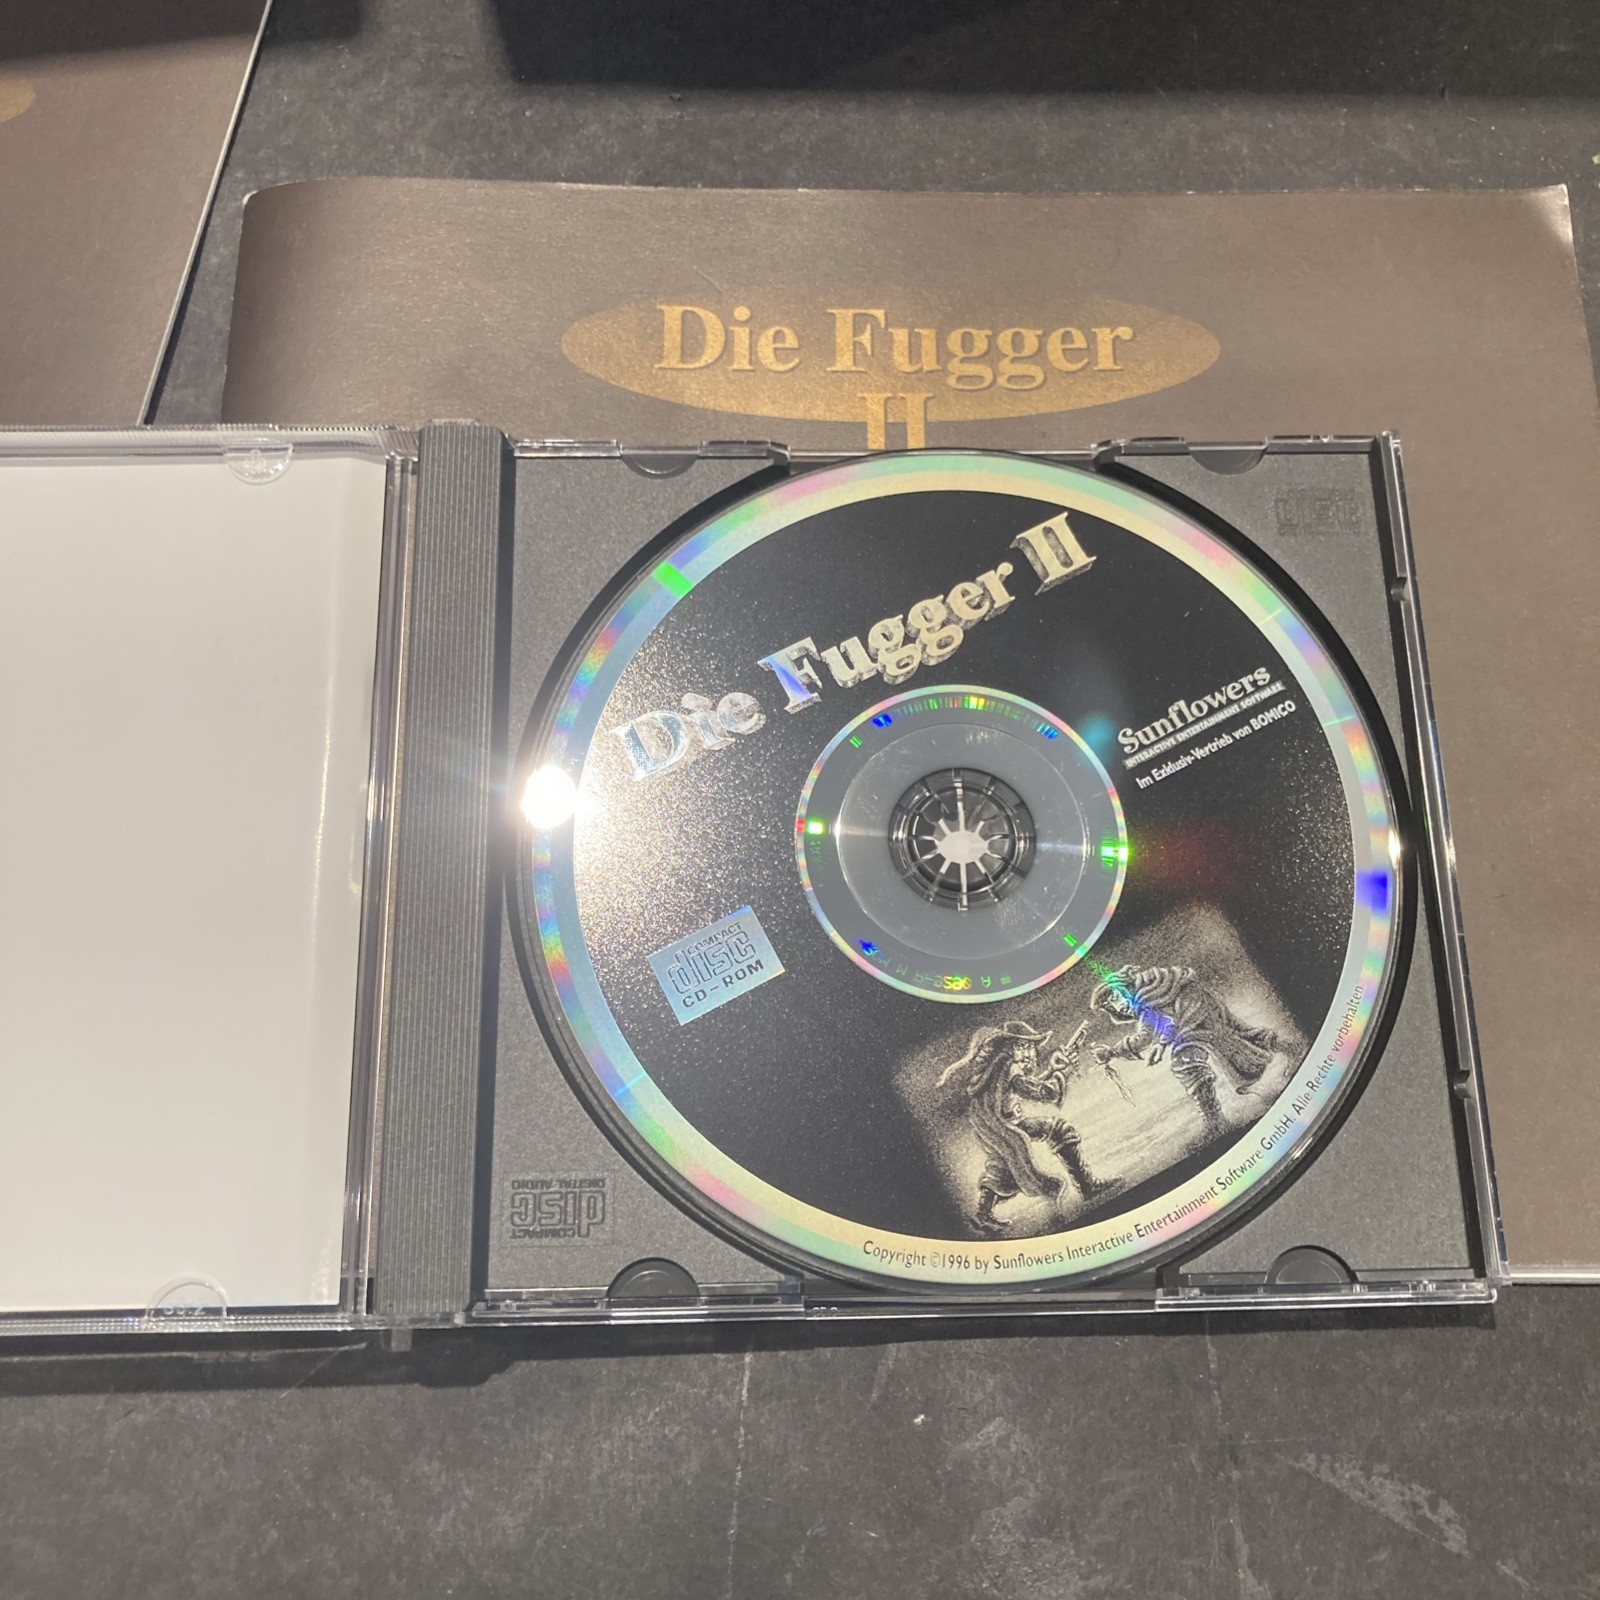 Die Fugger
II
Die Fugger II
Sunflowers
INTERACTIVE ENTERTAINMENT SOFTWARE
Im Exklusiv-Vertrieb von BOMICO
COMPACT
disc
CD-ROM
Copyright ©1996 by Sunflowers Interactive Entertainment Software GmbH. Alle Rechte vorbehalten
disc
COMPACT
disc
DIGITAL AUDIO